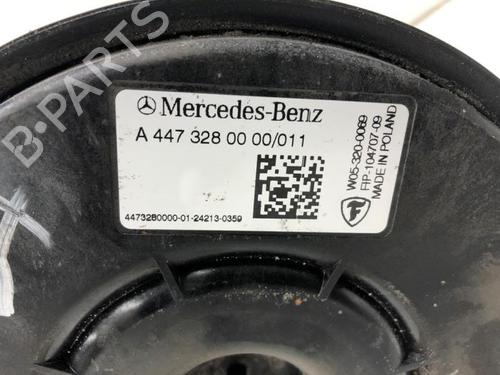 B-PARTS
Mercedes-Benz
A 447 328 00 00/011
4473280000-01-24213-0359
W05-320-0069
FIP-104707-09
MADE IN POLAND